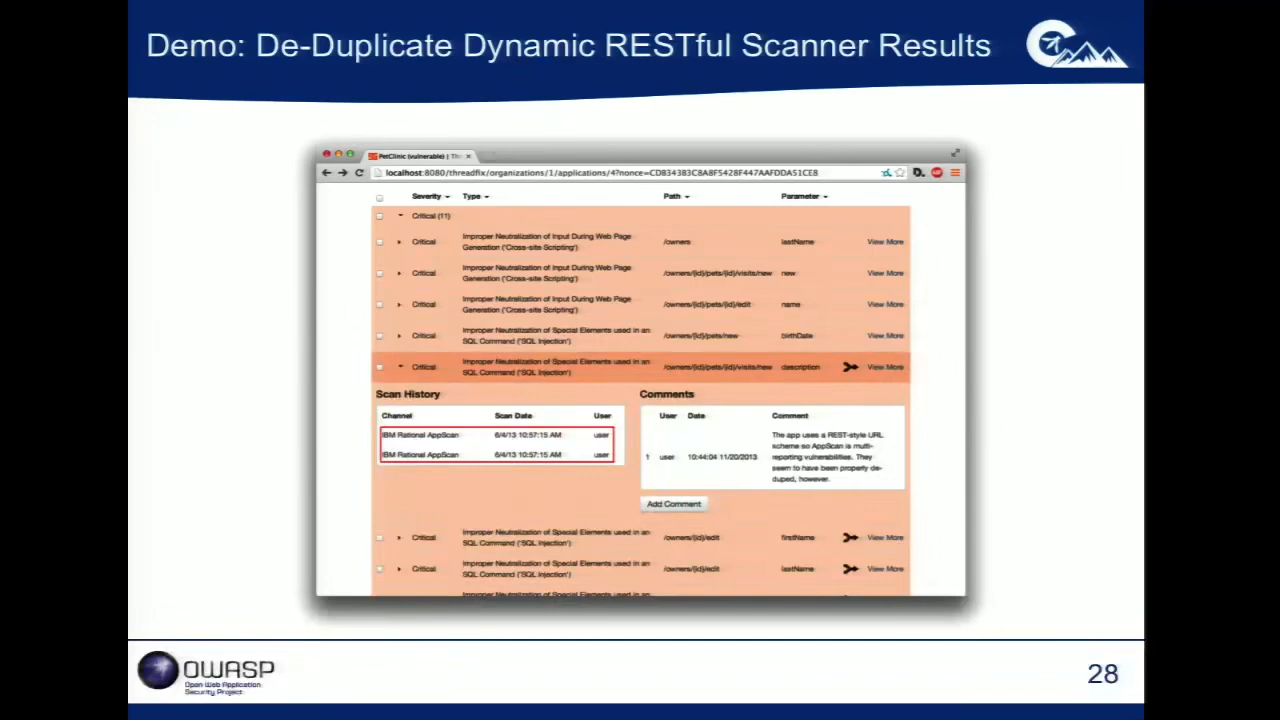 Demo: De-Duplicate Dynamic RESTful Scanner Results
PetClinic (vulnerable) | Th
localhost:8080/threadfix/organizations/1/applications/4?nonce=CD834383C8A8F5428F447AAFDDA51CE8
Severity Type Path Parameter
Critical (11)
Critical Improper Neutralization of Input During Web Page /owners lastName View More
Generation ('Cross-site Scripting')
Critical Improper Neutralization of Input During Web Page /owners/{id}/pets/{id}/visits/new new View More
Generation ('Cross-site Scripting')
Critical Improper Neutralization of Input During Web Page /owners/{id}/pets/{id}/edit name View More
Generation ('Cross-site Scripting')
Critical Improper Neutralization of Special Elements used in an /owners/{id}/pets/new birthDate View More
SQL Command ('SQL Injection')
Critical Improper Neutralization of Special Elements used in an /owners/{id}/pets/{id}/visits/new description View More
SQL Command ('SQL Injection')
Scan History
Channel Scan Date User
IBM Rational AppScan 6/4/13 10:57:15 AM user
IBM Rational AppScan 6/4/13 10:57:15 AM user
Comments
User Date Comment
1 user 10:44:04 11/20/2013 The app uses a REST-style URL
scheme so AppScan is multi-
reporting vulnerabilities. They
seem to have been properly de-
duped, however.
Add Comment
Critical Improper Neutralization of Special Elements used in an /owners/{id}/edit firstName View More
SQL Command ('SQL Injection')
Critical Improper Neutralization of Special Elements used in an /owners/{id}/edit lastName View More
SQL Command ('SQL Injection')
Improper Neutralization of Special Elements used in an
OWASP
Open Web Application
Security Project
28